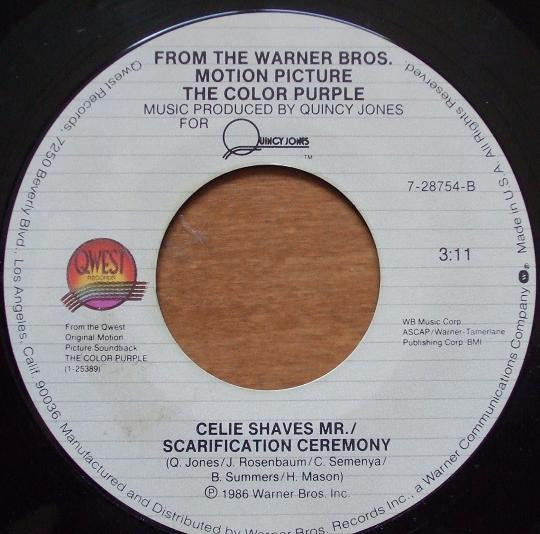 FROM THE WARNER BROS.
MOTION PICTURE
THE COLOR PURPLE
MUSIC PRODUCED BY QUINCY JONES
FOR QUINCY JONES ™
7-28754-B
3:11
QWEST
RECORDS
From the Qwest
Original Motion
Picture Soundtrack
THE COLOR PURPLE
(1-25389)
WB Music Corp.
ASCAP/Warner-Tamerlane
Publishing Corp. BMI
CELIE SHAVES MR./
SCARIFICATION CEREMONY
(Q. Jones/J. Rosenbaum/C. Semenya/
B. Summers/H. Mason)
Ⓟ 1986 Warner Bros. Inc.
Qwest Records, 7250 Beverly Blvd., Los Angeles, Calif. 90036 Manufactured and Distributed by Warner Bros. Records Inc., a Warner Communications Company Made in U.S.A. All Rights Reserved.